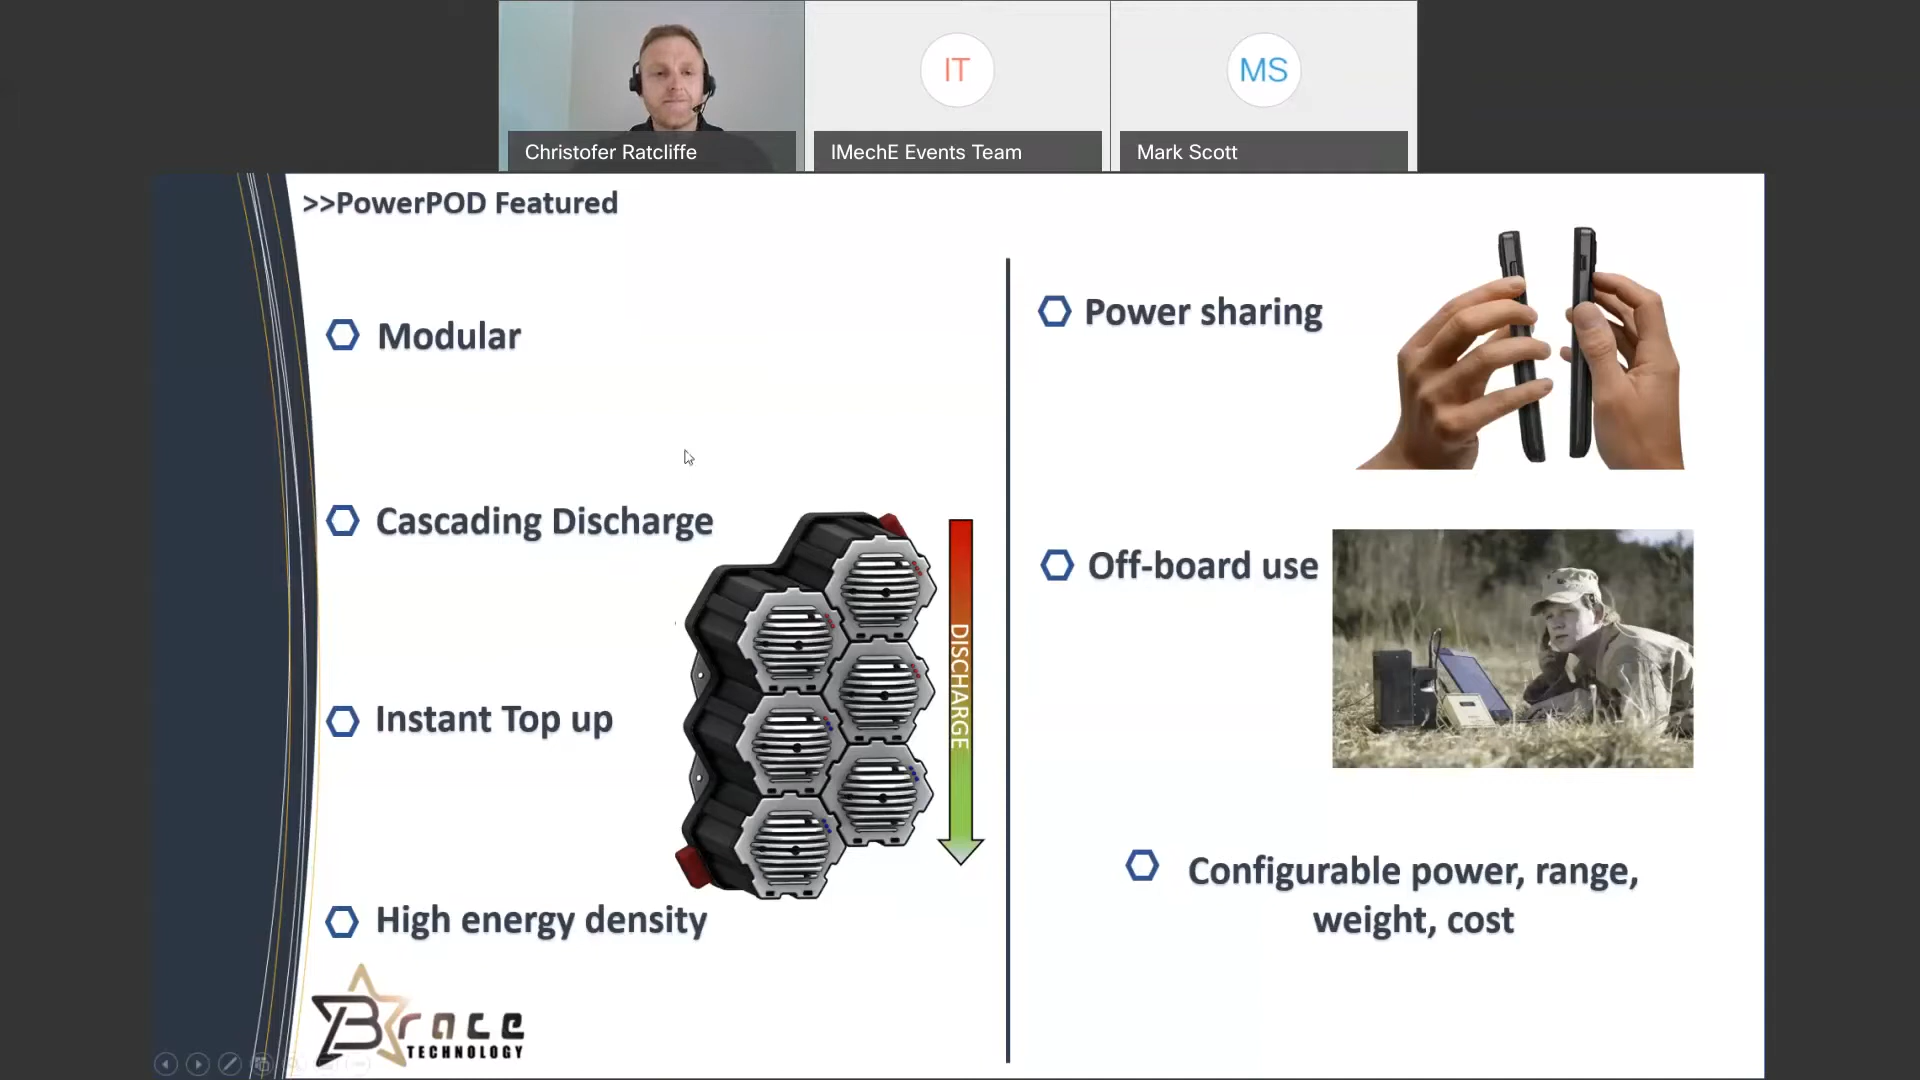 IT
MS
Christofer Ratcliffe
IMechE Events Team
Mark Scott
>>PowerPOD Featured
Modular
Cascading Discharge
Instant Top up
High energy density
DISCHARGE
Power sharing
Off-board use
Configurable power, range,
weight, cost
Brace
TECHNOLOGY